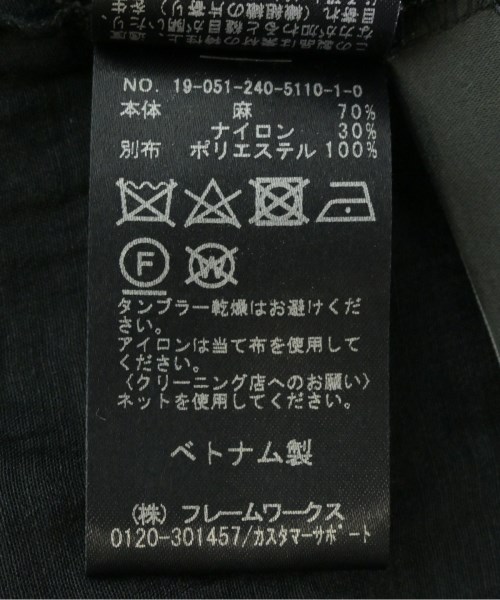 NO. 19-051-240-5110-1-0
本体 麻 70%
ナイロン 30%
別布 ポリエステル 100%
F W
タンブラー乾燥はお避けくだ
さい。
アイロンは当て布を使用して
ください。
〈クリーニング店へのお願い〉
ネットを使用してください。
ベトナム製
(株) フレームワークス
0120-301457/カスタマーサポート